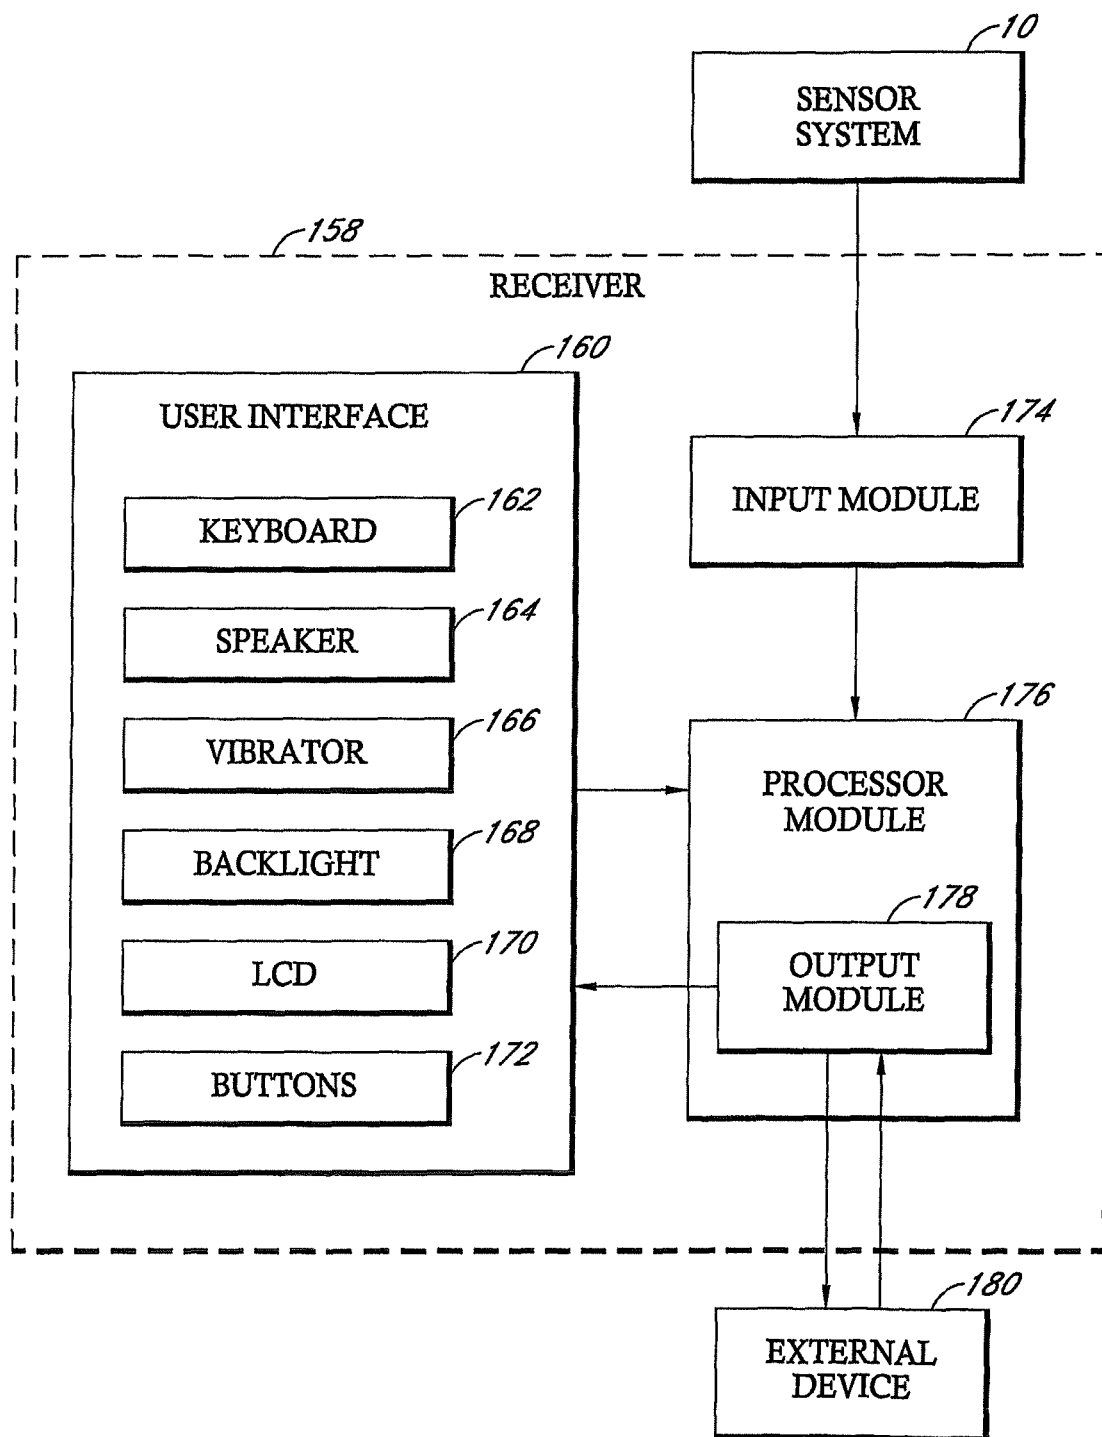 10
SENSOR
SYSTEM
158
RECEIVER
160
USER INTERFACE
174
INPUT MODULE
162
KEYBOARD
164
SPEAKER
166
VIBRATOR
176
PROCESSOR
MODULE
168
BACKLIGHT
178
OUTPUT
MODULE
170
LCD
172
BUTTONS
180
EXTERNAL
DEVICE